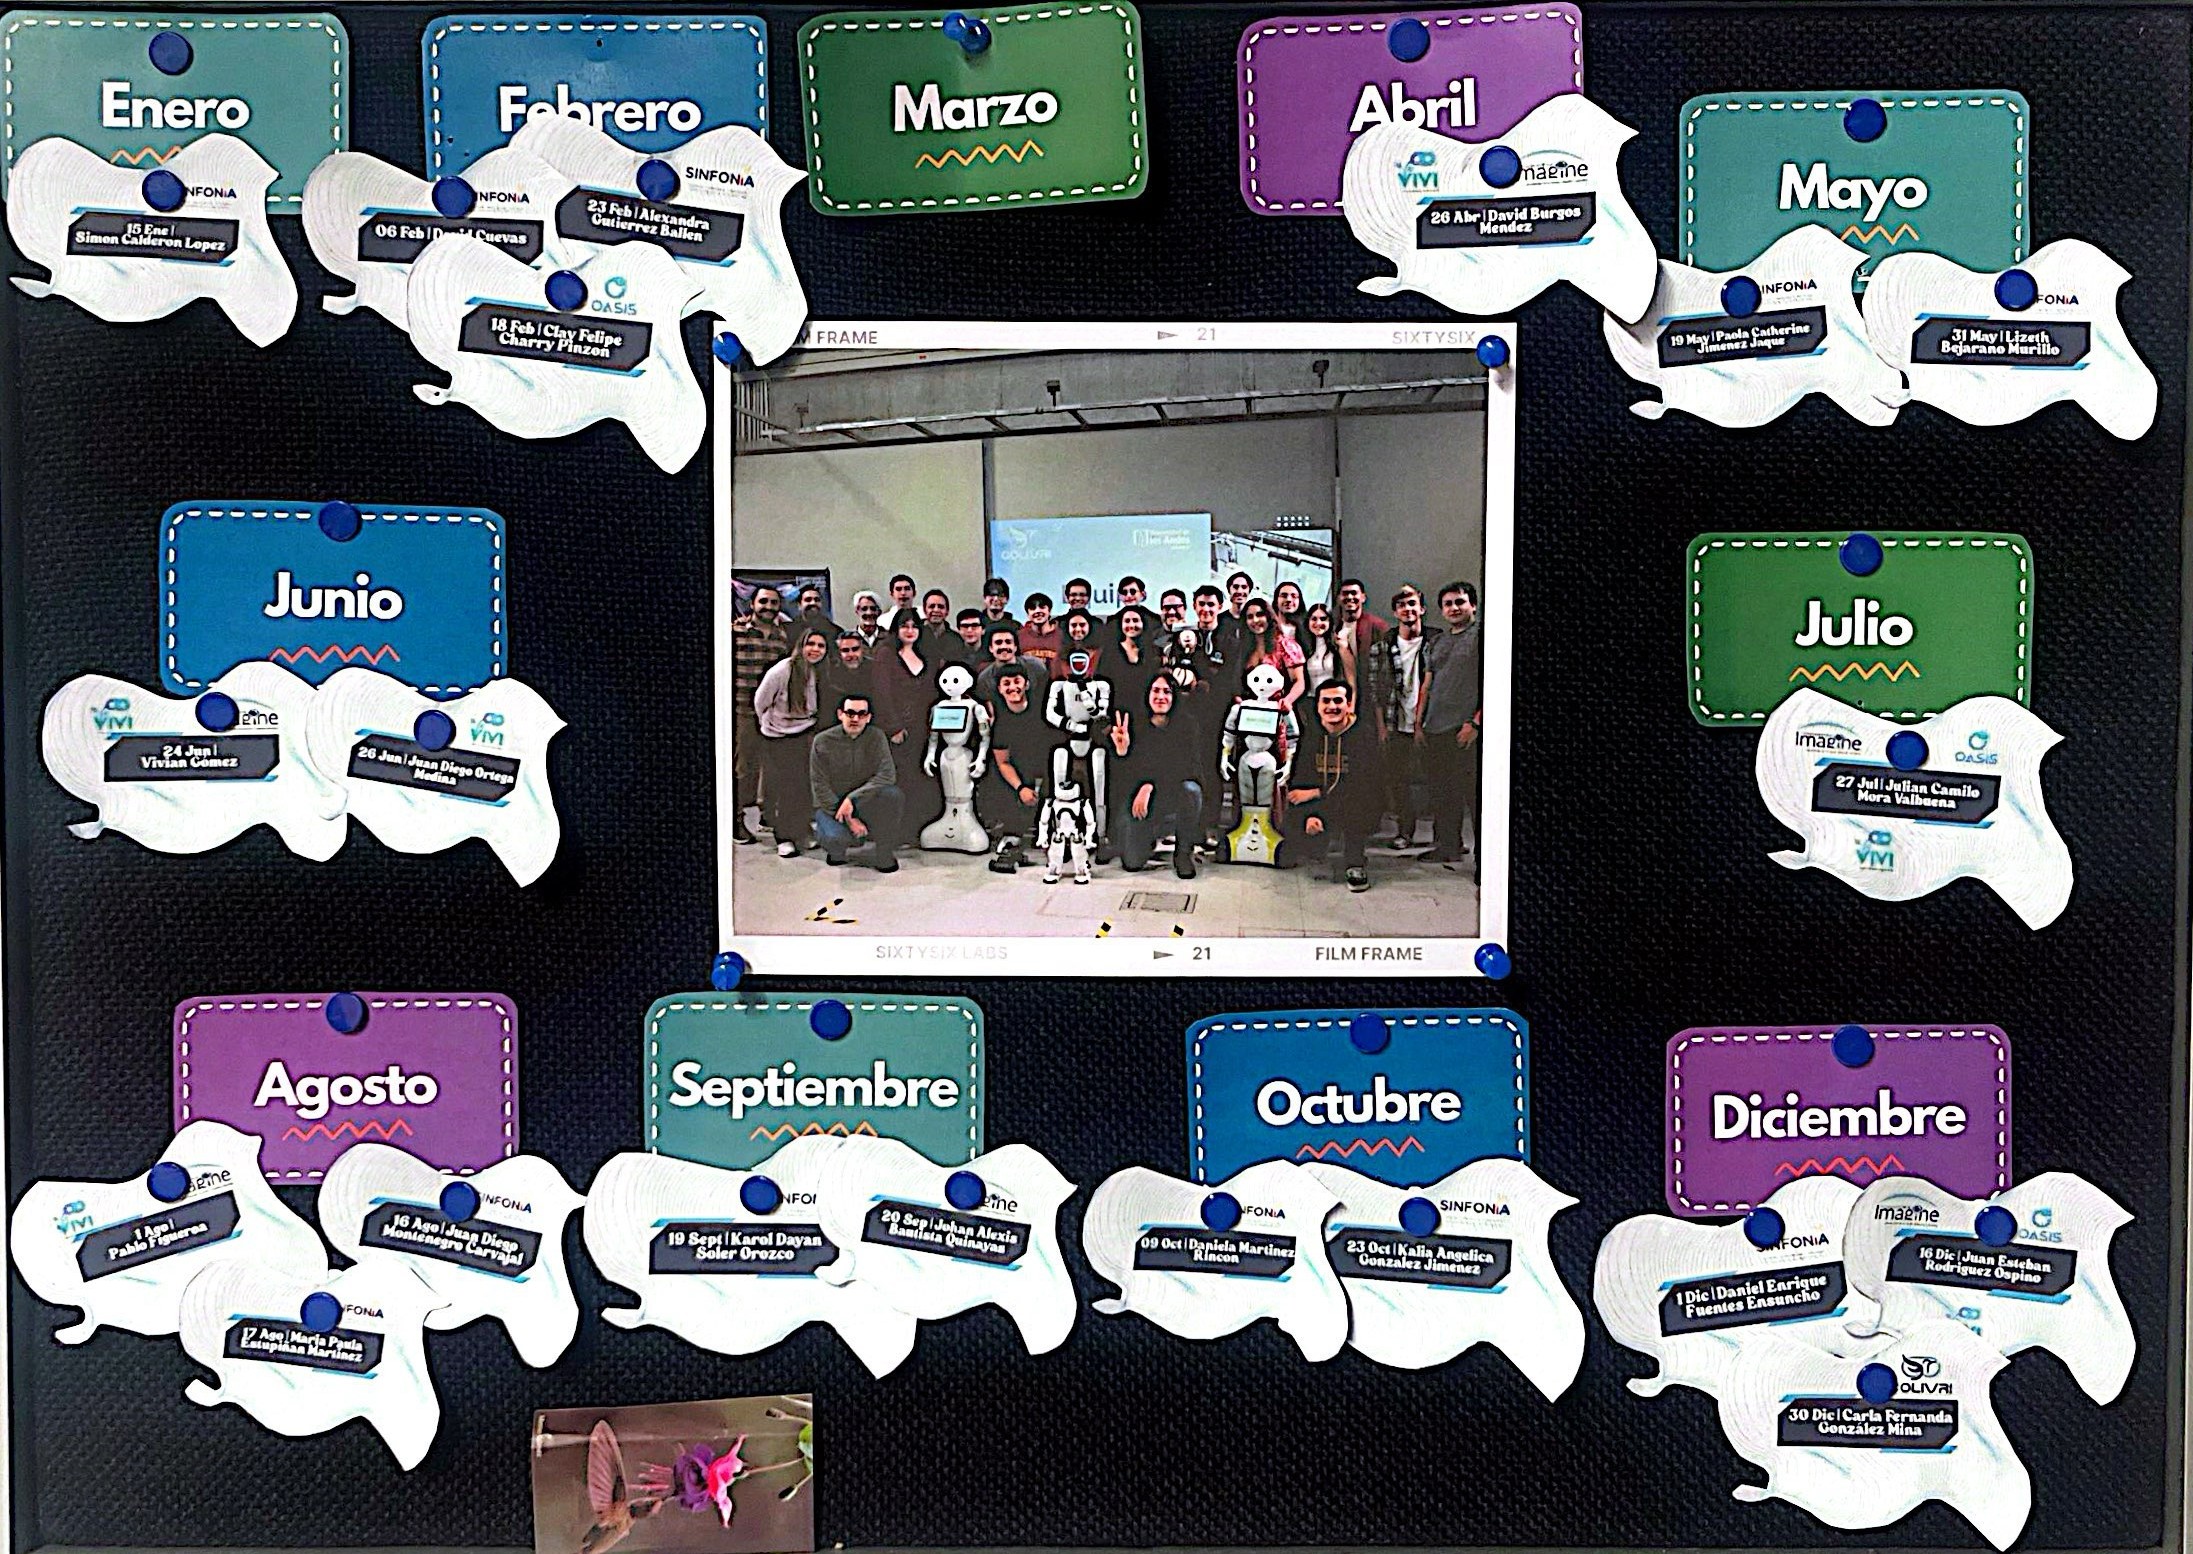 Enero
15 Ene |
Simon Calderon Lopez
Febrero
06 Feb | David Cuevas
SINFONIA
23 Feb | Alexandra
Gutierrez Ballen
OASIS
18 Feb | Clay Felipe
Charry Pinzon
Marzo
Abril
VIVI
26 Abr | David Burgos
Mendez
Mayo
19 May | Paola Catherine
Jimenez Jaque
31 May | Lizeth
Bejarano Murillo
FRAME
21
SIXTYSIX
COLIVRI
SIXTYSIX LABS
21
FILM FRAME
Junio
VIVI
24 Jun |
Vivian Gomez
VIVI
26 Jun | Juan Diego Ortega
Medina
Julio
Imagine
OASIS
27 Jul | Julian Camilo
Mora Valbuena
VIVI
Agosto
VIVI
1 Ago |
Pablo Figueroa
16 Ago | Juan Diego
Montenegro Carvajal
17 Ago | Maria Paula
Estupiñan Martinez
Septiembre
19 Sept | Karol Dayan
Soler Orozco
20 Sep | Johan Alexis
Bautista Quinayas
Octubre
09 Oct | Daniela Martinez
Rincon
SINFONIA
23 Oct | Kalia Angelica
Gonzalez Jimenez
Diciembre
SINFONIA
1 Dic | Daniel Enrique
Fuentes Ensuncho
Imagine
OASIS
16 Dic | Juan Esteban
Rodriguez Ospino
VIVI
OLIVRI
30 Dic | Carla Fernanda
González Mina